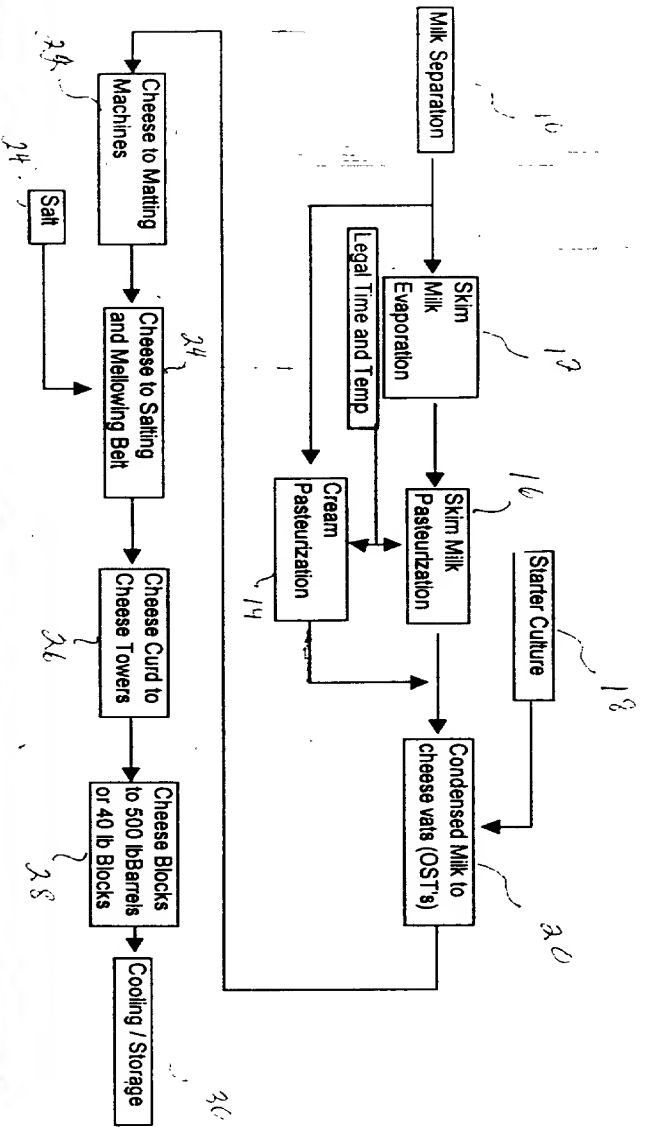 10
Milk Separation
12
Skim
Milk
Evaporation
Legal Time and Temp
16
Skim Milk
Pasteurization
Cream
Pasteurization
14
18
Starter Culture
20
Condensed Milk to
cheese vats (OST's)
Cheese to Matting
Machines
24'
Salt
24
Cheese to Salting
and Mellowing Belt
Cheese Curd to
Cheese Towers
26
Cheese Blocks
to 500 lbBarrels
or 40 lb Blocks
28
Cooling / Storage
30